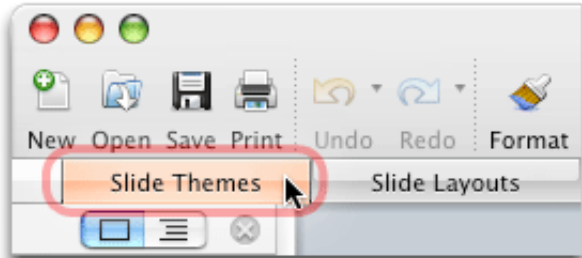 New Open Save Print Undo Redo Format
Slide Themes Slide Layouts